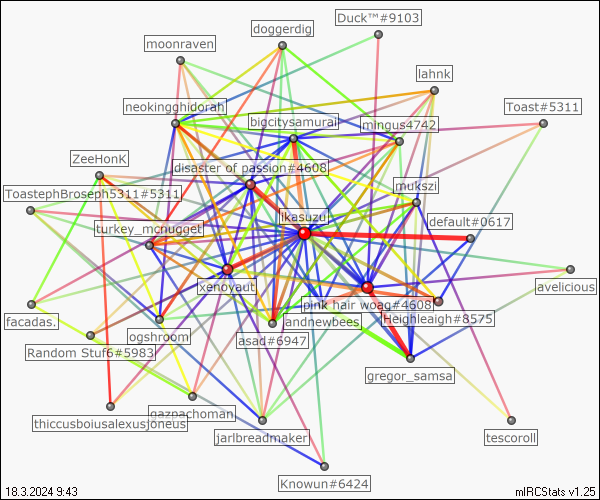 Duck™#9103
doggerdig
moonraven
lahnk
neokingghidorah
Toast#5311
bigcitysamurai
mingus4742
ZeeHonK
disaster of passion#4608
mukszi
ToastephBroseph5311#5311
ikasuzu
default#0617
turkey_mcnugget
xenoyaut
avelicious
pink hair woag#4608
facadas.
Heighleaigh#8575
jandnewbees
ogshroom
asad#6947
Random Stuf6#5983
gregor_samsa
gazpachoman
thiccusboiusalexusjoneus
jarlbreadmaker
tescoroll
Knowun#6424
18.3.2024 9:43
mIRCStats v1.25